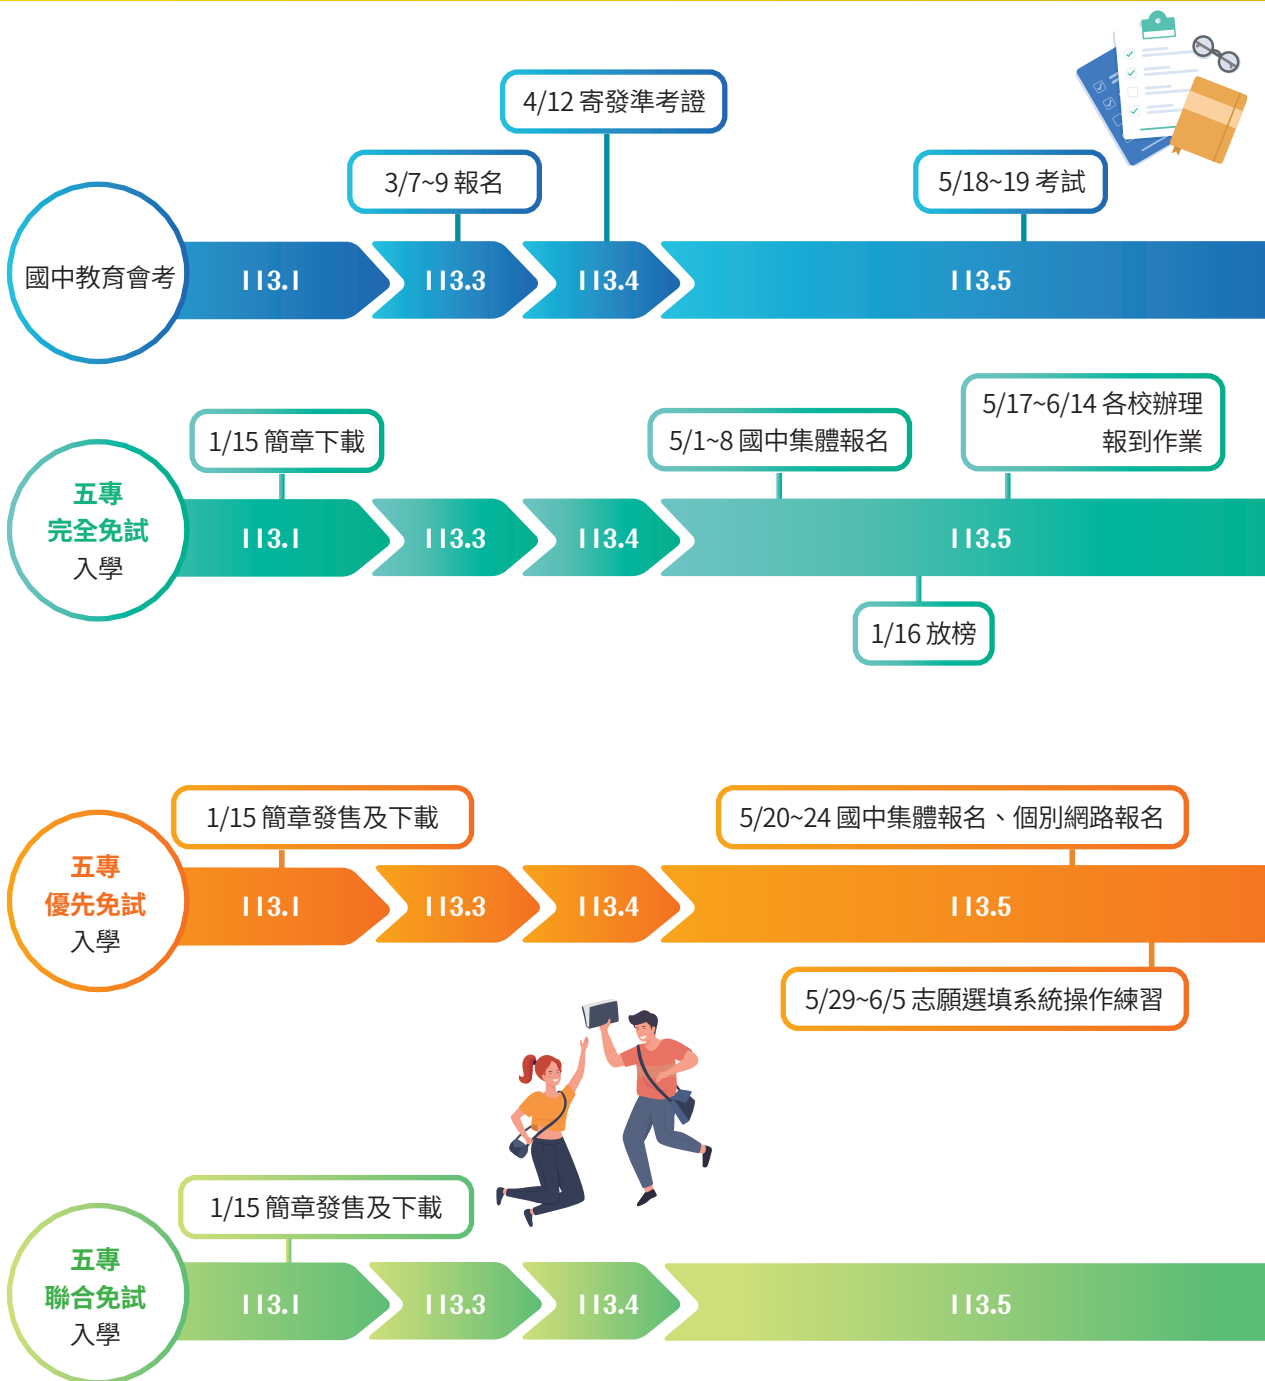 4/12 寄發準考證
3/7~9 報名
5/18~19 考試
國中教育會考
113.1
113.3
113.4
113.5
1/15 簡章下載
5/1~8 國中集體報名
5/17~6/14 各校辦理
報到作業
五專
完全免試
入學
113.1
113.3
113.4
113.5
1/16 放榜
1/15 簡章發售及下載
5/20~24 國中集體報名、個別網路報名
五專
優先免試
入學
113.1
113.3
113.4
113.5
5/29~6/5 志願選填系統操作練習
1/15 簡章發售及下載
五專
聯合免試
入學
113.1
113.3
113.4
113.5